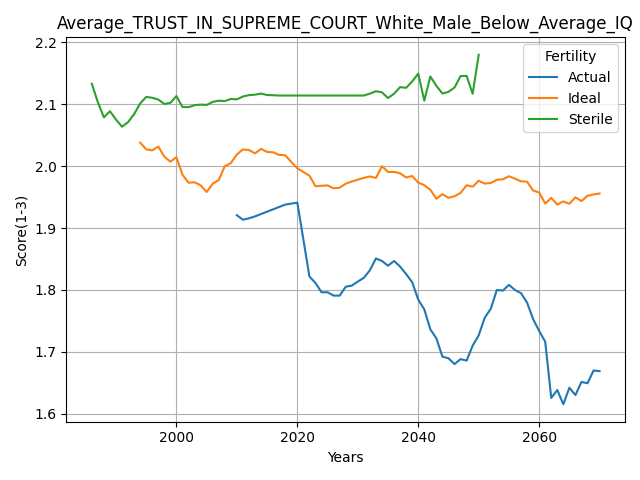 Average_TRUST_IN_SUPREME_COURT_White_Male_Below_Average_IQ
Fertility
Actual
Ideal
Sterile
Score(1-3)
2.2
2.1
2.0
1.9
1.8
1.7
1.6
2000
2020
2040
2060
Years